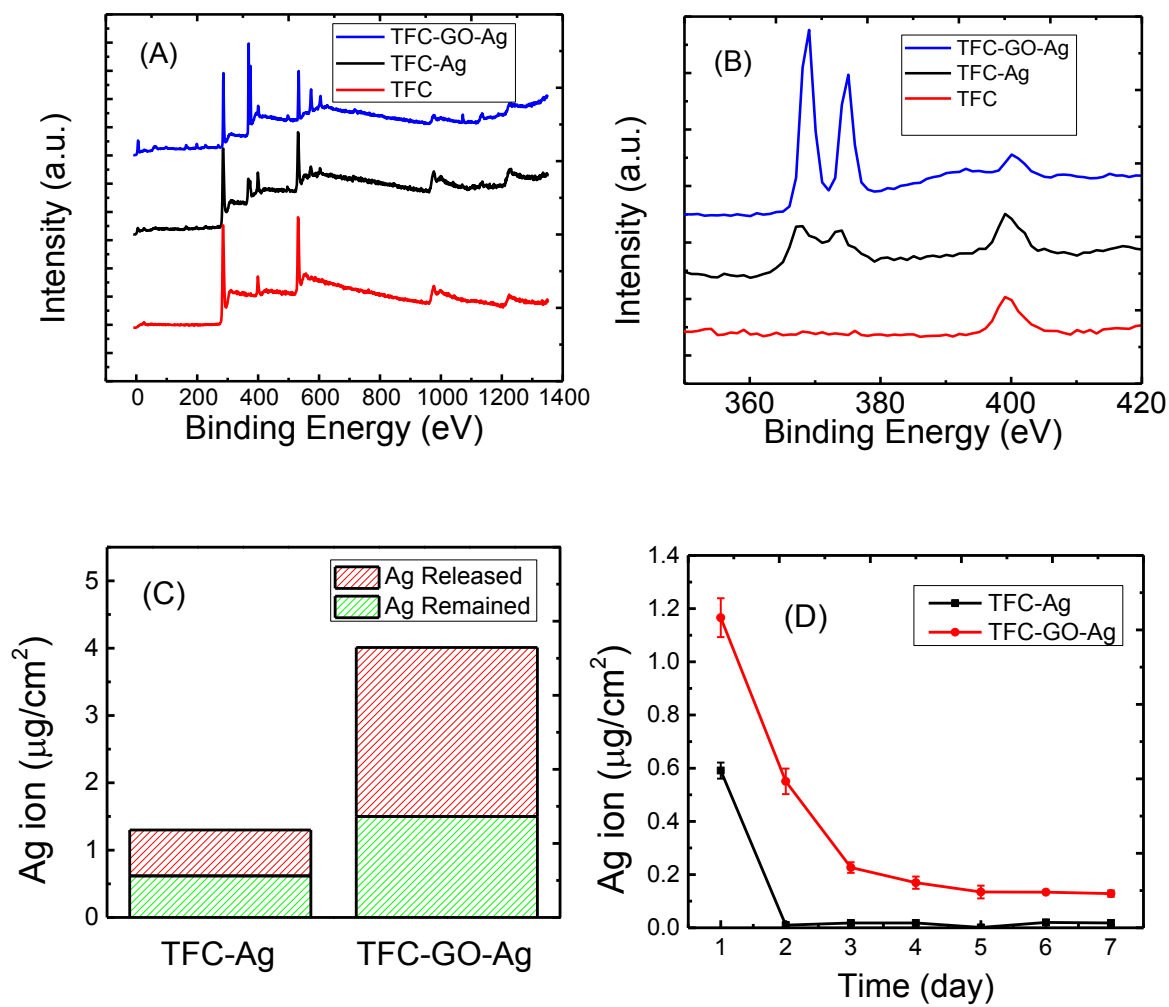 (A)
TFC-GO-Ag
TFC-Ag
TFC
Intensity (a.u.)
0 200 400 600 800 1000 1200 1400
Binding Energy (eV)
(B)
TFC-GO-Ag
TFC-Ag
TFC
Intensity (a.u.)
360 380 400 420
Binding Energy (eV)
(C)
Ag Released
Ag Remained
Ag ion (μg/cm²)
5
4
3
2
1
0
TFC-Ag TFC-GO-Ag
(D)
TFC-Ag
TFC-GO-Ag
Ag ion (μg/cm²)
1.4
1.2
1.0
0.8
0.6
0.4
0.2
0.0
1 2 3 4 5 6 7
Time (day)